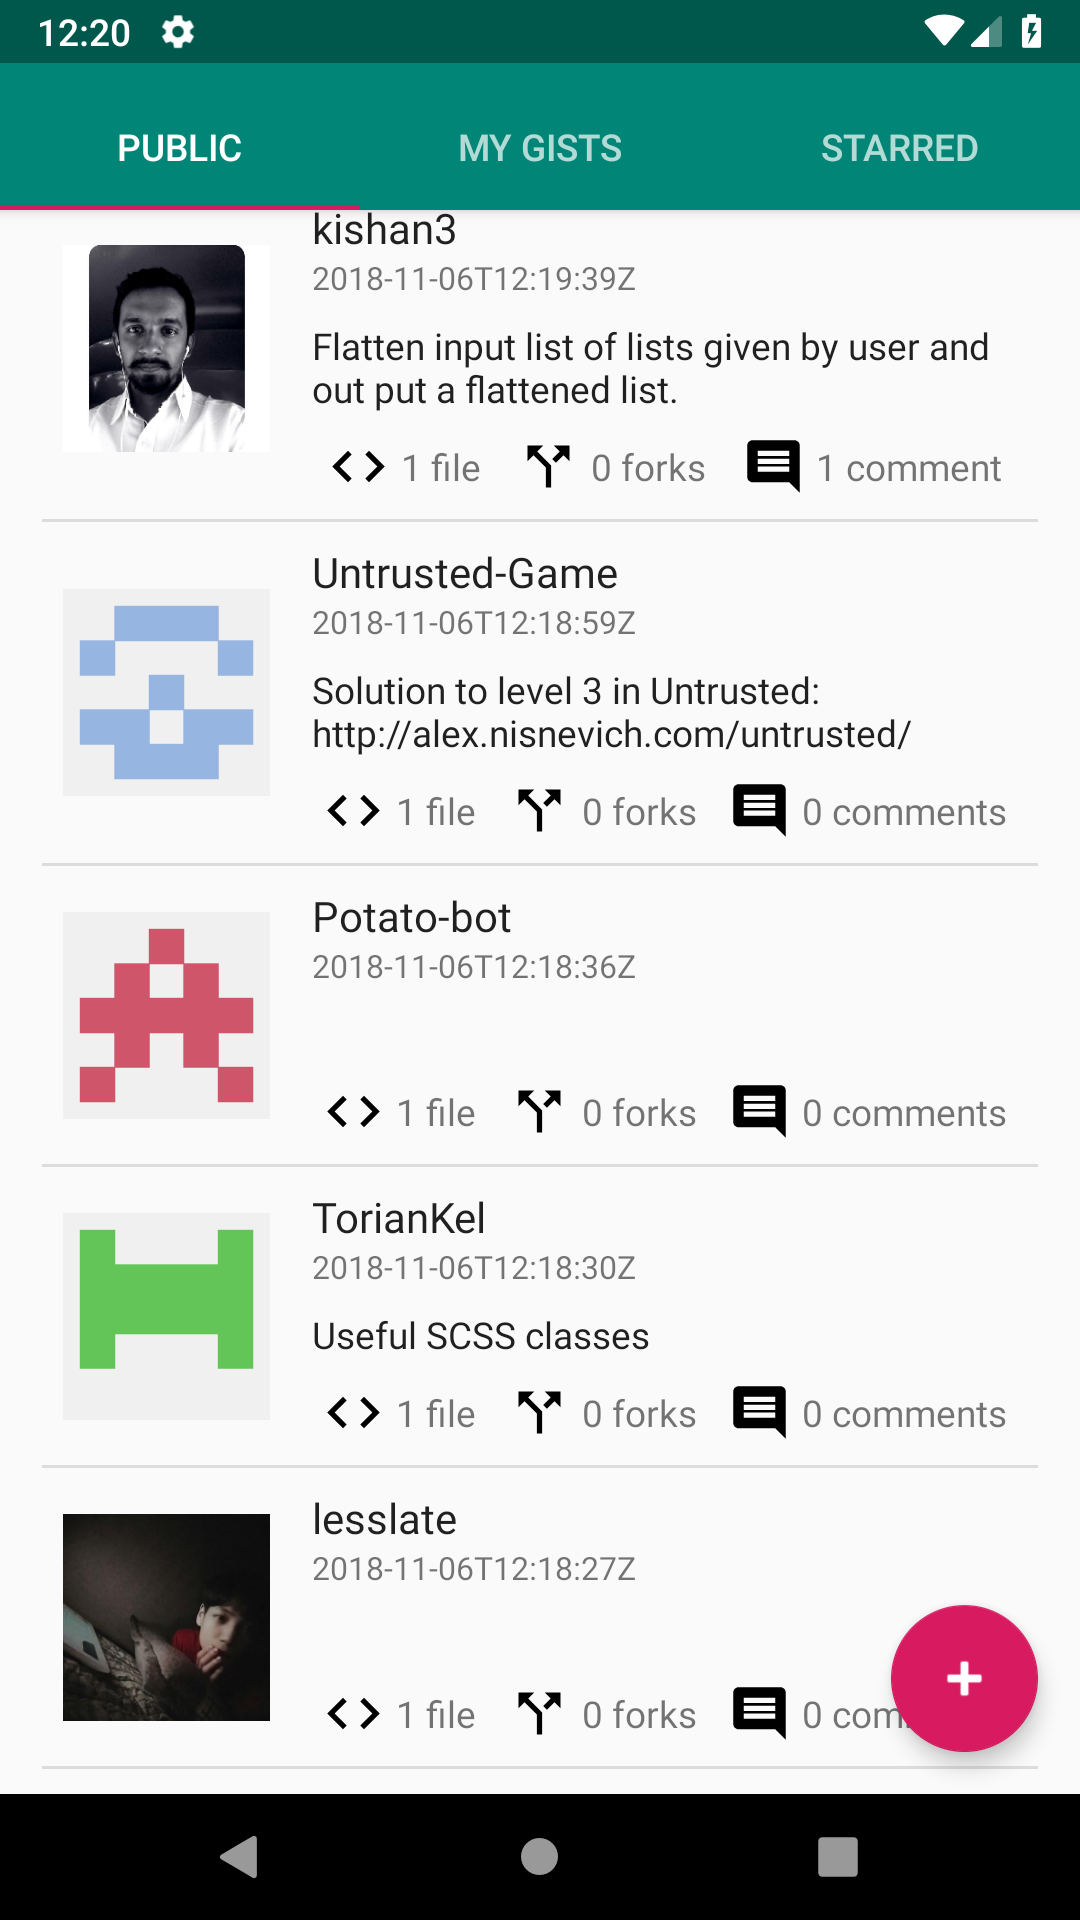 12:20
PUBLIC MY GISTS STARRED
kishan3
2018-11-06T12:19:39Z
Flatten input list of lists given by user and
out put a flattened list.
1 file 0 forks 1 comment
Untrusted-Game
2018-11-06T12:18:59Z
Solution to level 3 in Untrusted:
http://alex.nisnevich.com/untrusted/
1 file 0 forks 0 comments
Potato-bot
2018-11-06T12:18:36Z
1 file 0 forks 0 comments
TorianKel
2018-11-06T12:18:30Z
Useful SCSS classes
1 file 0 forks 0 comments
lesslate
2018-11-06T12:18:27Z
1 file 0 forks 0